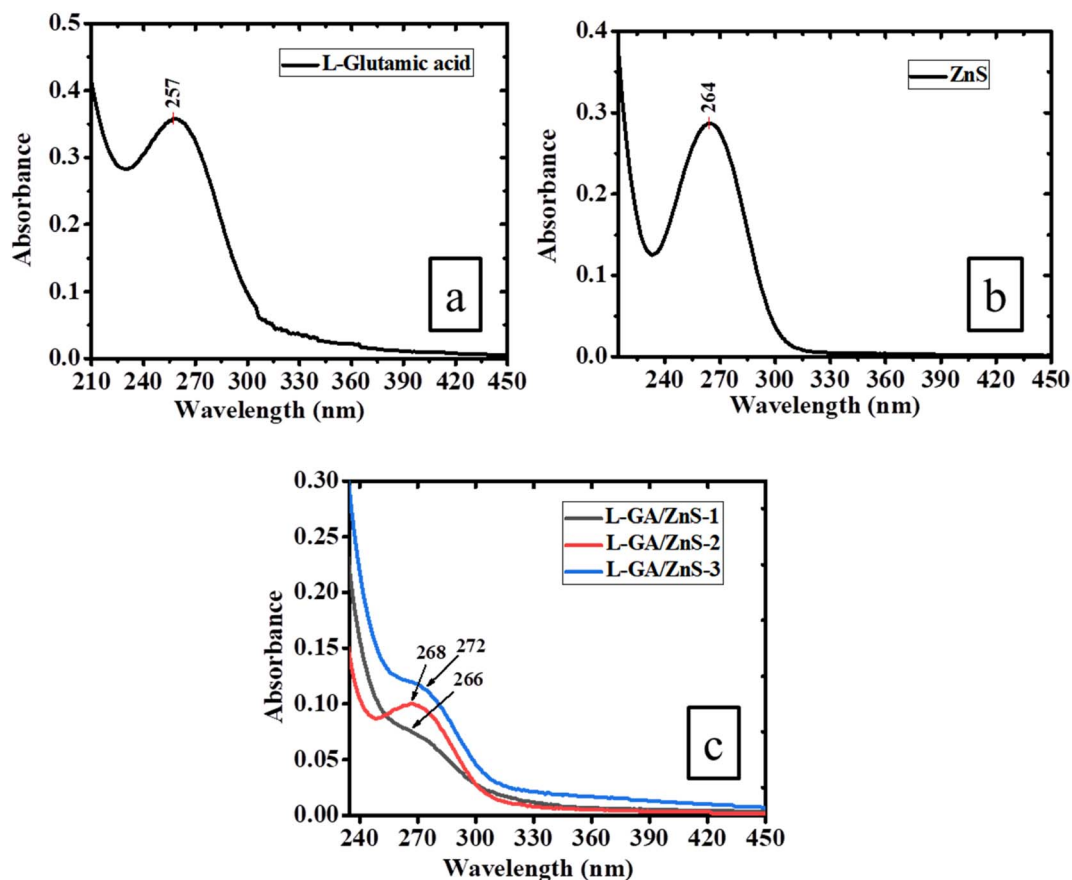 0.5
0.4
0.3
0.2
0.1
0.0
Absorbance
L-Glutamic acid
257
a
210 240 270 300 330 360 390 420 450
Wavelength (nm)
0.4
0.3
0.2
0.1
0.0
Absorbance
ZnS
264
b
240 270 300 330 360 390 420 450
Wavelength (nm)
0.30
0.25
0.20
0.15
0.10
0.05
0.00
Absorbance
L-GA/ZnS-1
L-GA/ZnS-2
L-GA/ZnS-3
268 272
266
c
240 270 300 330 360 390 420 450
Wavelength (nm)